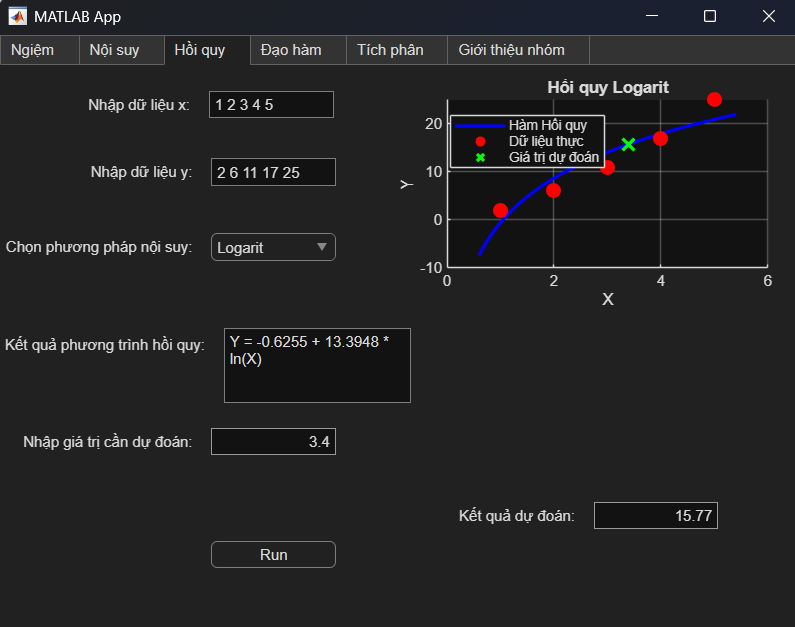 MATLAB App
Ngiệm Nội suy Hồi quy Đạo hàm Tích phân Giới thiệu nhóm
Nhập dữ liệu x: 1 2 3 4 5
Nhập dữ liệu y: 2 6 11 17 25
Chọn phương pháp nội suy: Logarit
Hồi quy Logarit
Hàm Hồi quy
Dữ liệu thực
Giá trị dự đoán
Y
20
10
0
-10
0 2 4 6
X
Kết quả phương trình hồi quy: Y = -0.6255 + 13.3948 *
ln(X)
Nhập giá trị cần dự đoán: 3.4
Kết quả dự đoán: 15.77
Run